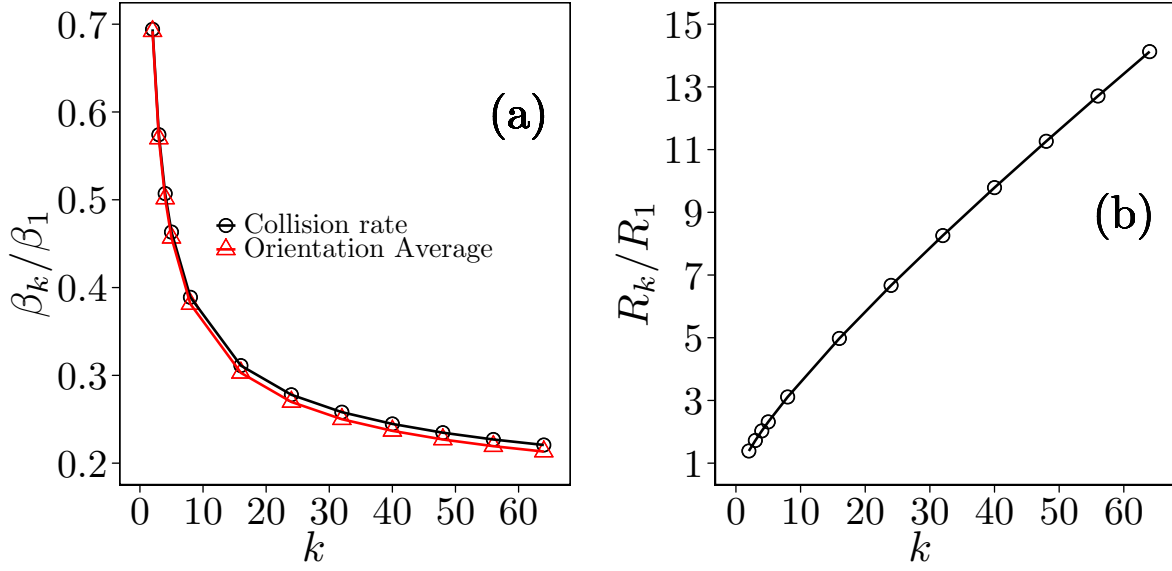 0.7
0.6
0.5
0.4
0.3
0.2
β_k/β_1
(a)
Collision rate
Orientation Average
0 10 20 30 40 50 60
k
15
13
11
9
7
5
3
1
R_k/R_1
(b)
0 10 20 30 40 50 60
k